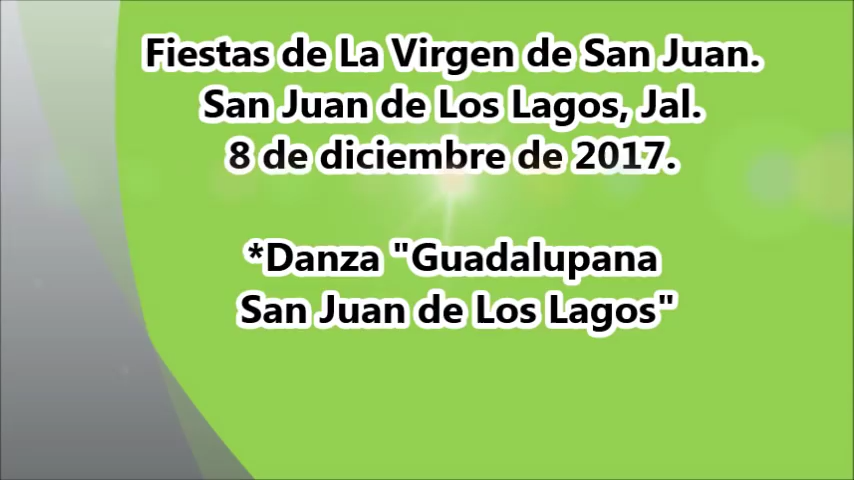 Fiestas de La Virgen de San Juan.
San Juan de Los Lagos, Jal.
8 de diciembre de 2017.
*Danza "Guadalupana
San Juan de Los Lagos"